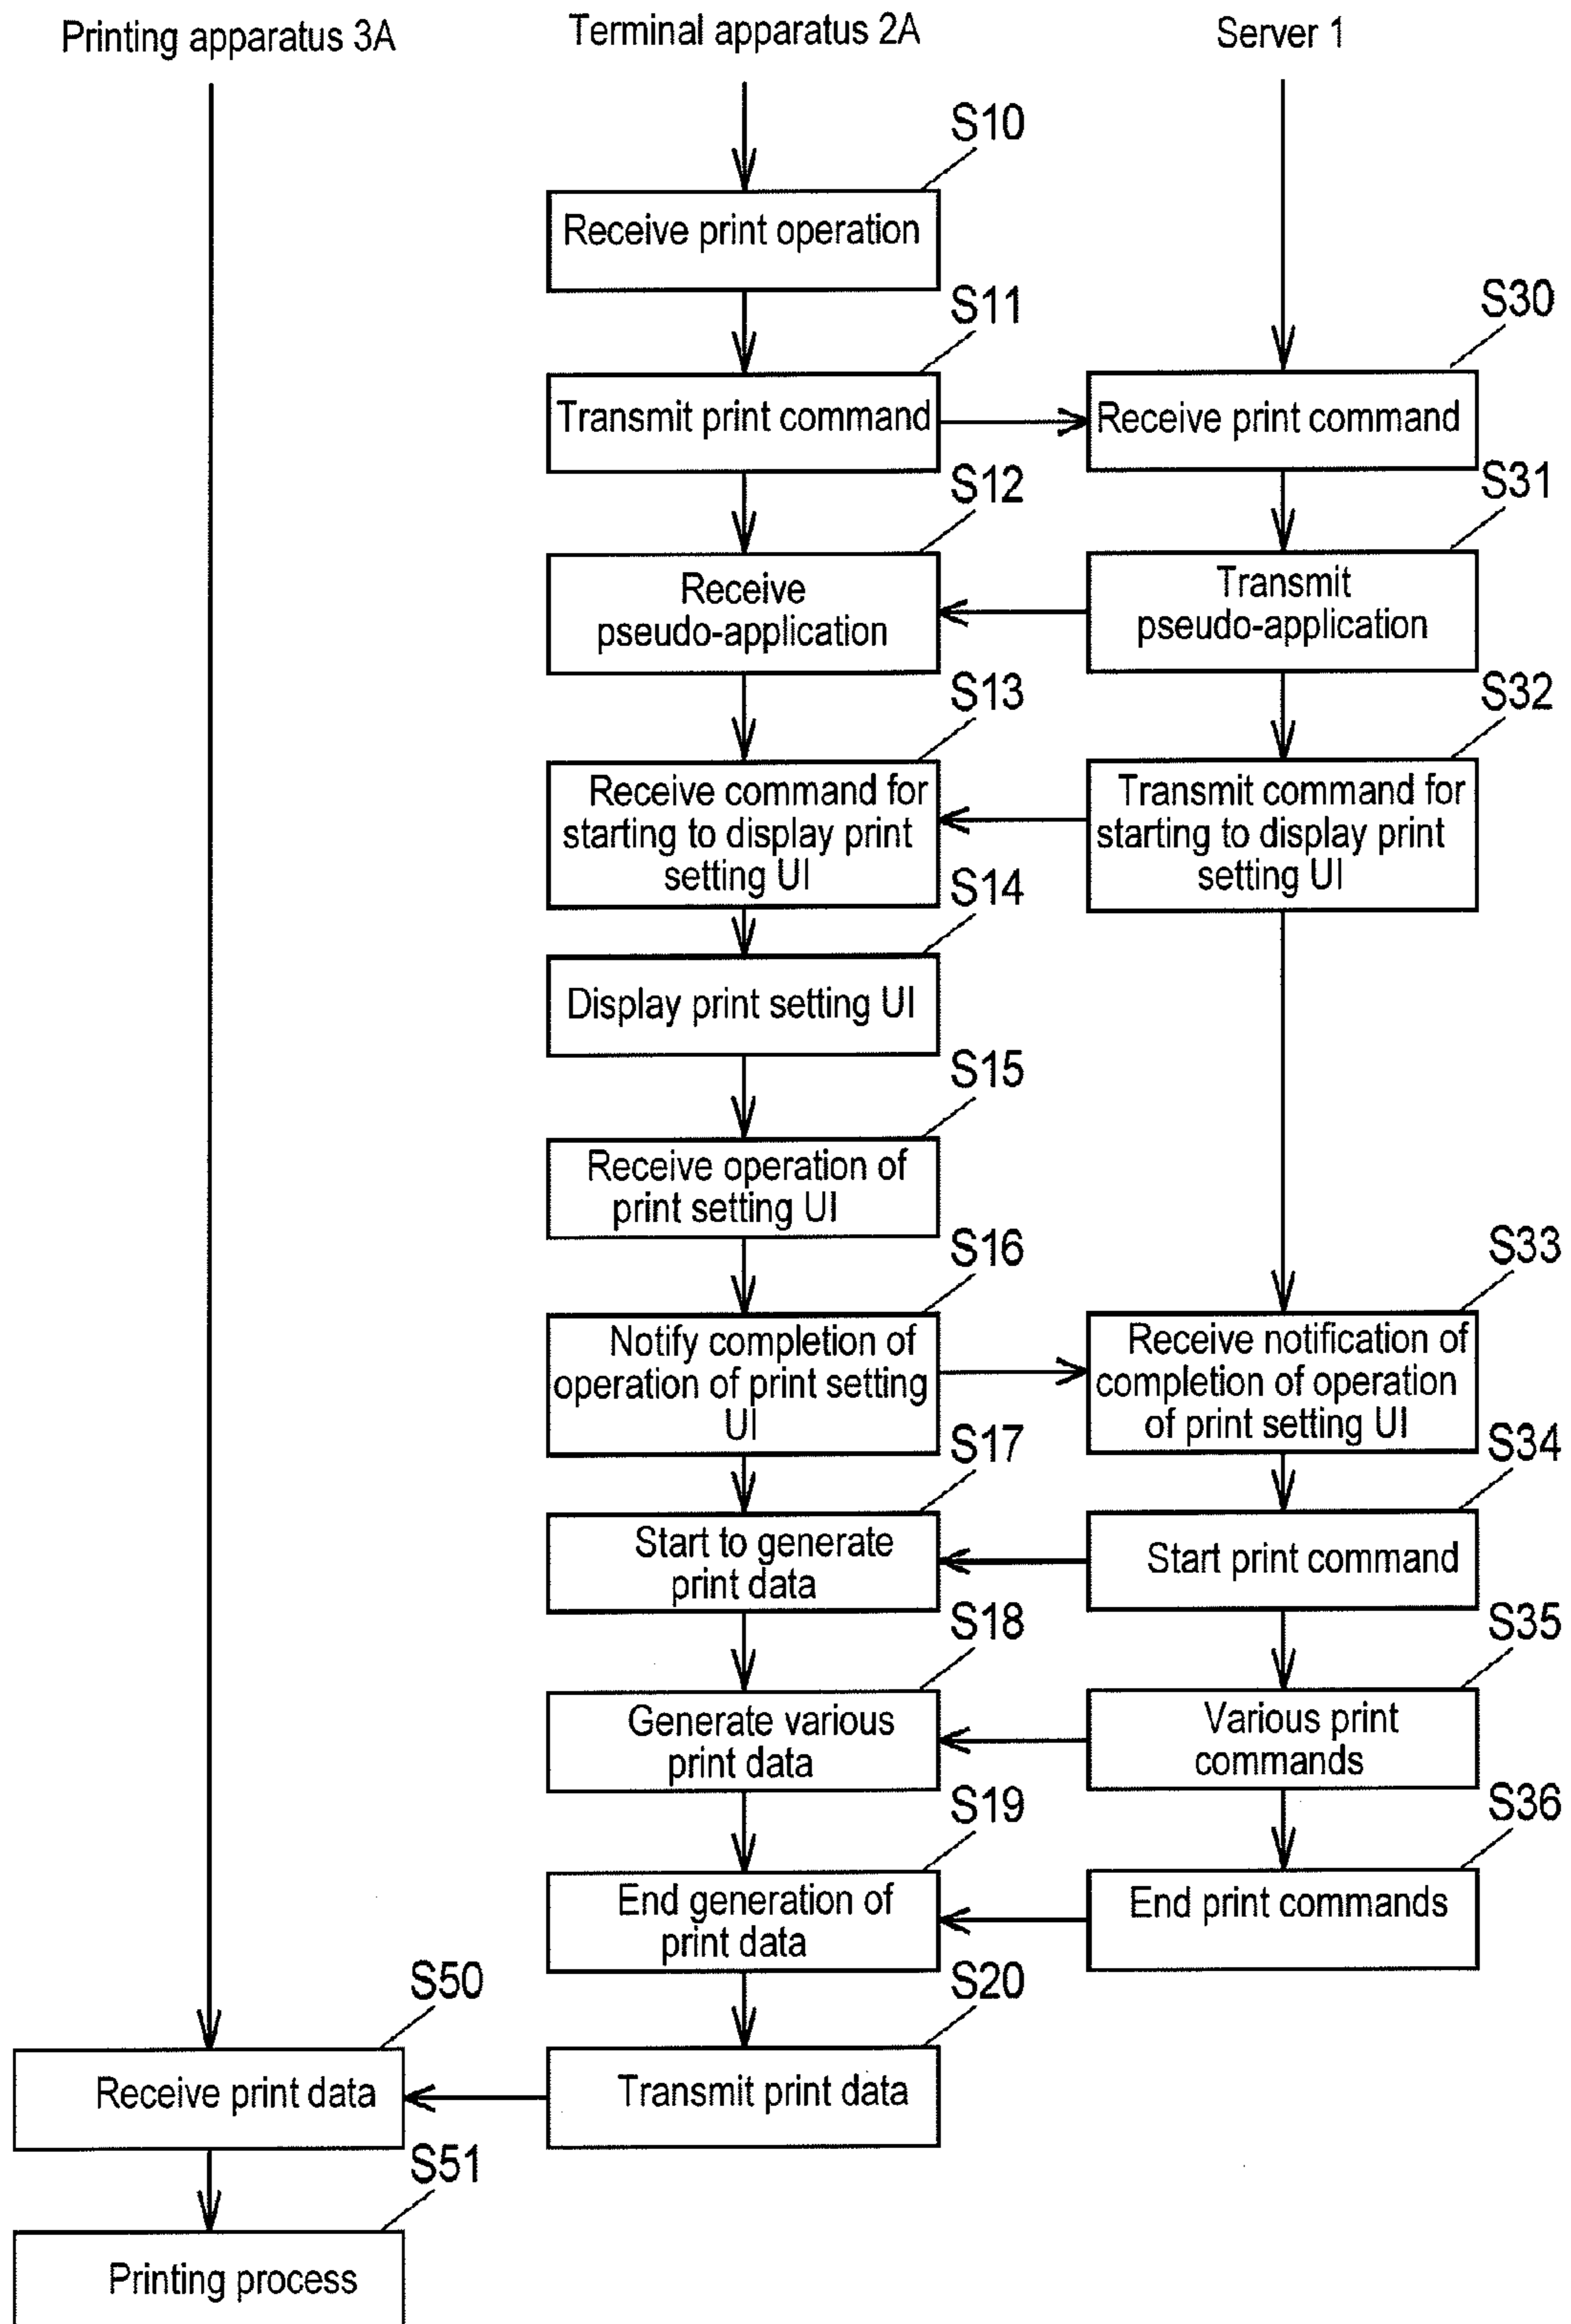 Printing apparatus 3A
Terminal apparatus 2A
Server 1
S10
Receive print operation
S11
S30
Transmit print command
Receive print command
S12
S31
Receive
pseudo-application
Transmit
pseudo-application
S13
S32
Receive command for
starting to display print
setting UI
Transmit command for
starting to display print
setting UI
S14
Display print setting UI
S15
Receive operation of
print setting UI
S16
S33
Notify completion of
operation of print setting
UI
Receive notification of
completion of operation
of print setting UI
S17
S34
Start to generate
print data
Start print command
S18
S35
Generate various
print data
Various print
commands
S19
S36
End generation of
print data
End print commands
S50
S20
Receive print data
Transmit print data
S51
Printing process